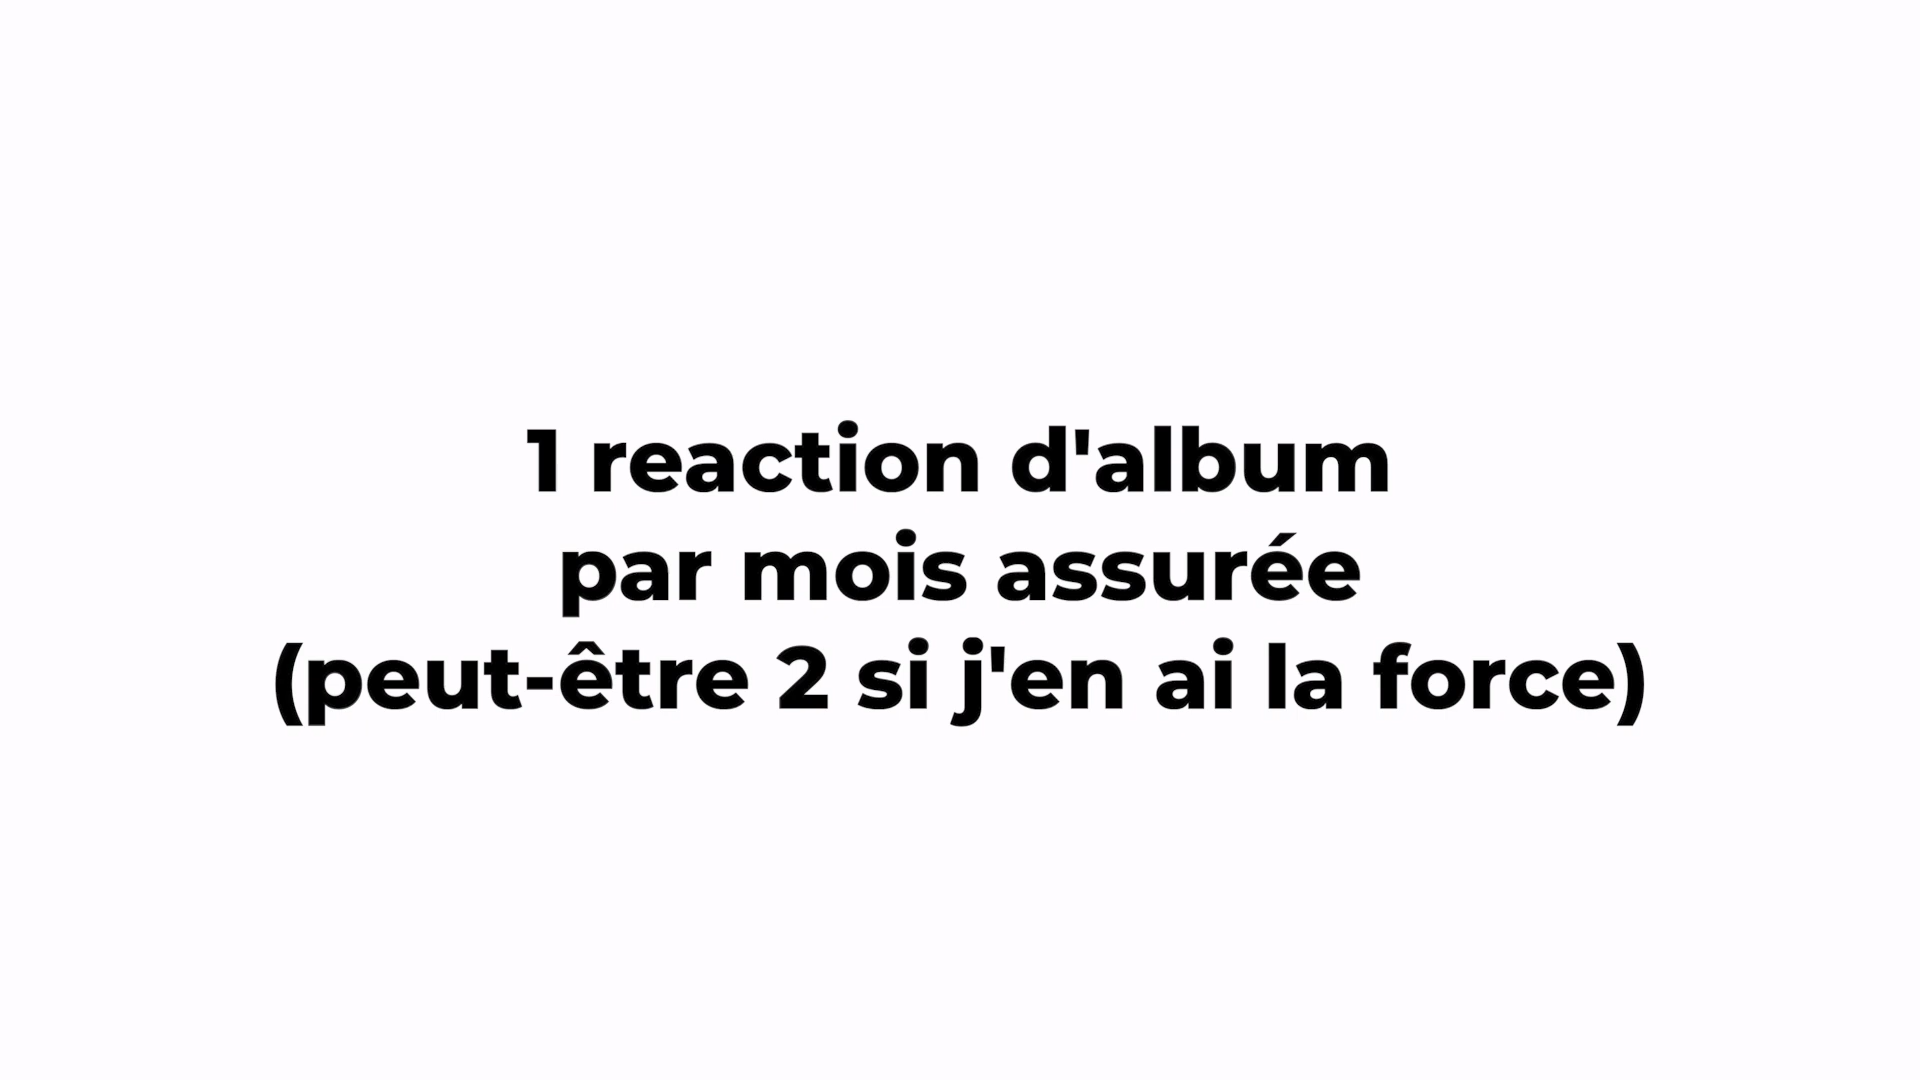 1 reaction d'album
par mois assurée
(peut-être 2 si j'en ai la force)